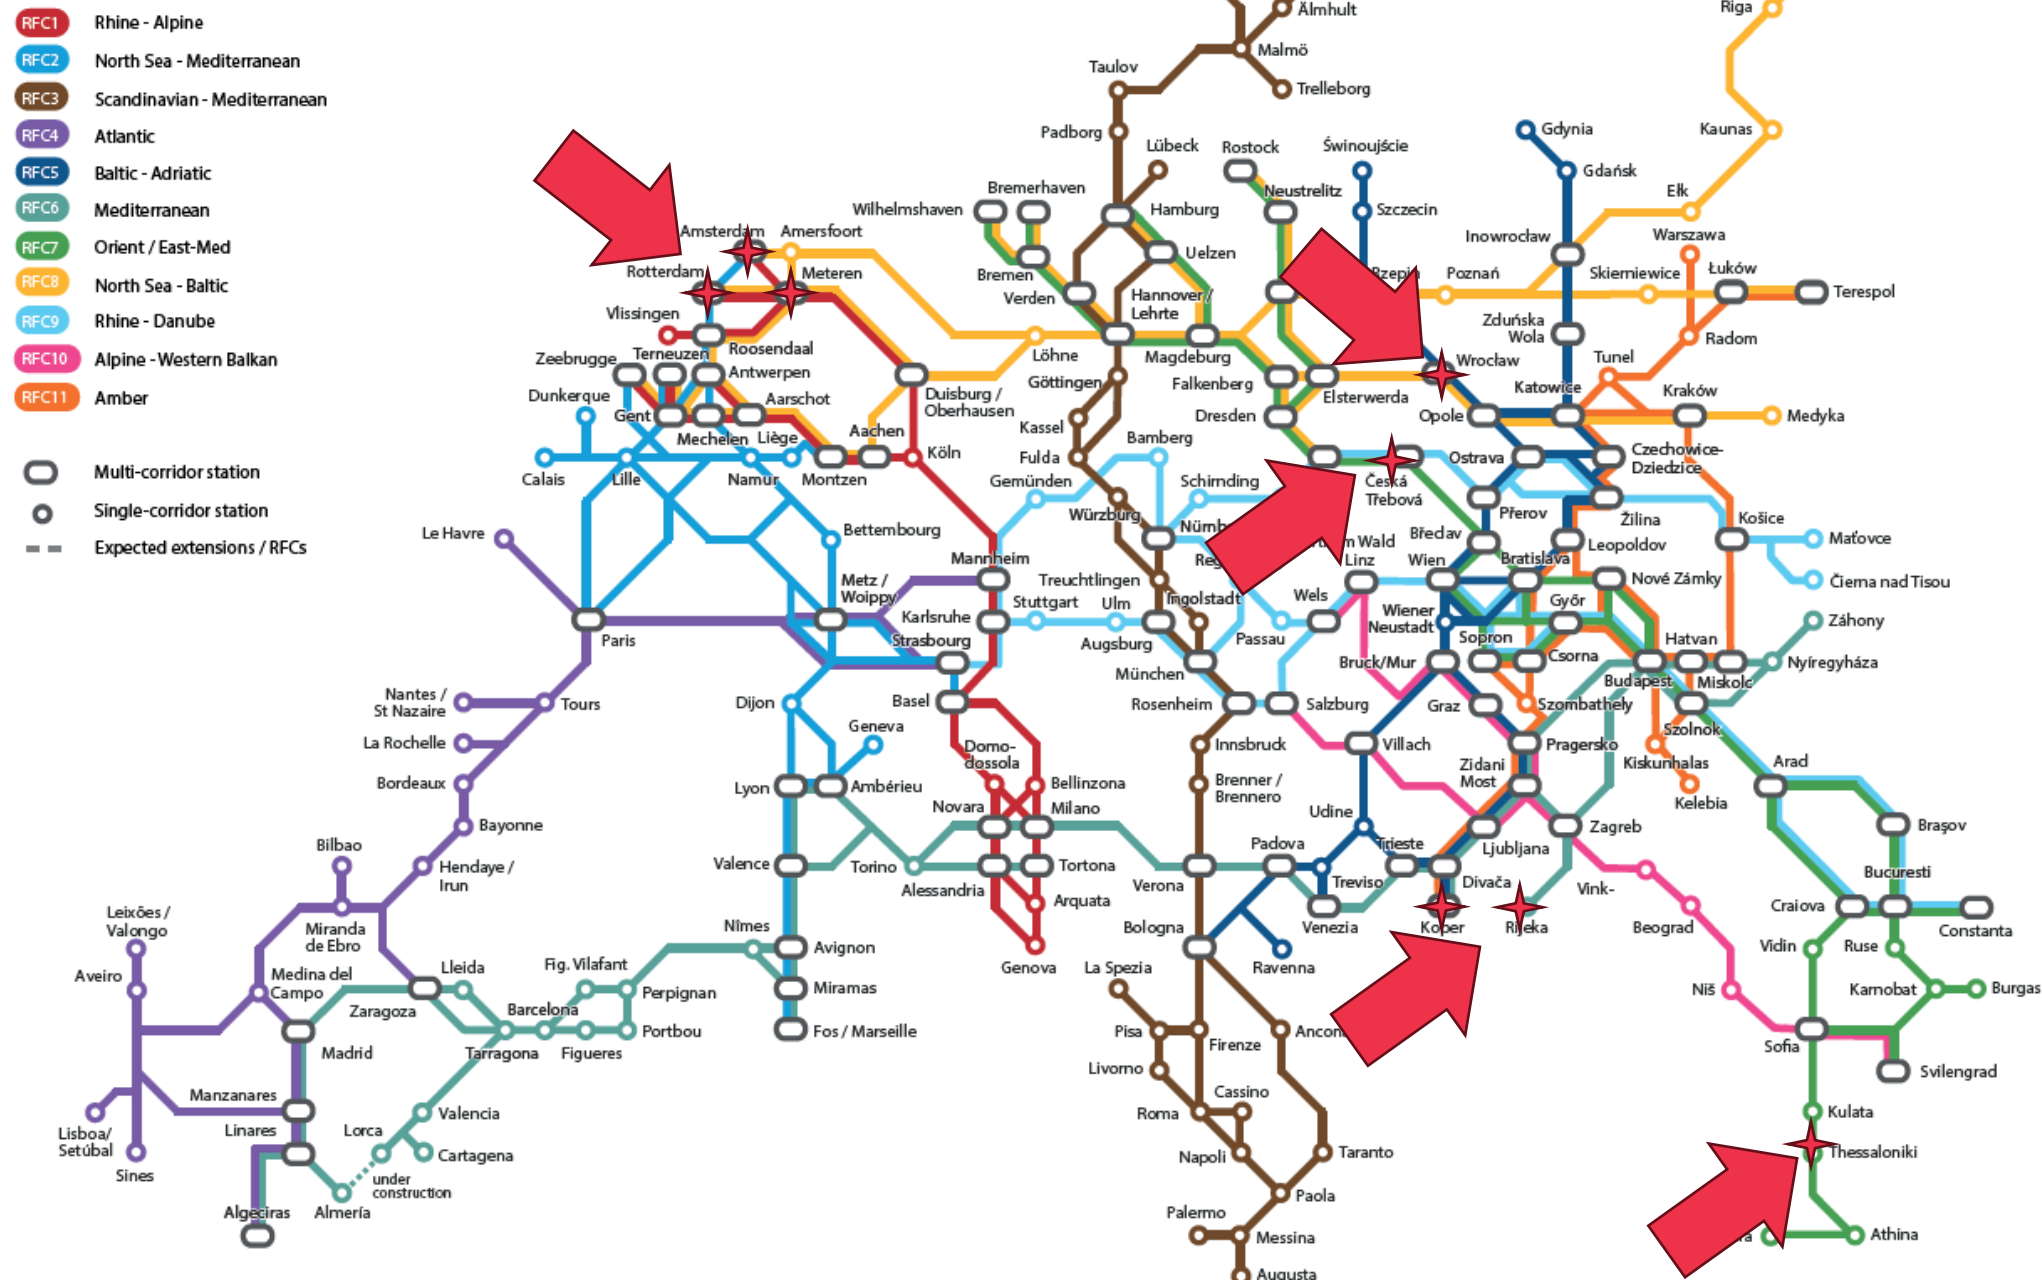 RFC1 Rhine - Alpine
RFC2 North Sea - Mediterranean
RFC3 Scandinavian - Mediterranean
RFC4 Atlantic
RFC5 Baltic - Adriatic
RFC6 Mediterranean
RFC7 Orient / East-Med
RFC8 North Sea - Baltic
RFC9 Rhine - Danube
RFC10 Alpine - Western Balkan
RFC11 Amber
Multi-corridor station
Single-corridor station
Expected extensions / RFCs
Älmhult
Riga
Malmö
Taulov
Trelleborg
Padborg
Lübeck
Rostock
Świnoujście
Gdynia
Kaunas
Gdańsk
Bremerhaven
Neustrelitz
Ełk
Wilhelmshaven
Hamburg
Szczecin
Amsterdam
Amersfoort
Uelzen
Inowrocław
Warszawa
Rotterdam
Meteren
Bremen
Rzepin
Poznań
Skierniewice
Łuków
Verden
Hannover /
Lehrte
Terespol
Vlissingen
Zduńska
Wola
Radom
Zeebrugge
Terneuzen
Roosendaal
Löhne
Magdeburg
Wrocław
Tunel
Antwerpen
Göttingen
Falkenberg
Elsterwerda
Katowice
Kraków
Dunkerque
Aarschot
Duisburg /
Oberhausen
Gent
Kassel
Dresden
Opole
Medyka
Mechelen
Liège
Aachen
Bamberg
Köln
Fulda
Ostrava
Czechowice-
Dziedzice
Calais
Lille
Namur
Montzen
Gemünden
Schirnding
Česká
Třebová
Würzburg
Přerov
Žilina
Košice
Le Havre
Bettembourg
Břeclav
Leopoldov
Maťovce
Mannheim
Wald
Linz
Wien
Bratislava
Metz /
Woippy
Treuchtlingen
Nové Zámky
Čierna nad Tisou
Ingolstadt
Wels
Győr
Karlsruhe
Stuttgart
Ulm
Wiener
Neustadt
Záhony
Paris
Strasbourg
Augsburg
Passau
Sopron
Hatvan
München
Bruck/Mur
Csorna
Nyíregyháza
Budapest
Miskolc
Nantes /
St Nazaire
Tours
Dijon
Basel
Rosenheim
Salzburg
Graz
Szombathely
Geneva
Szolnok
La Rochelle
Domo-
dossola
Innsbruck
Villach
Pragersko
Kiskunhalas
Arad
Bordeaux
Lyon
Ambérieu
Bellinzona
Brenner /
Brennero
Zidani
Most
Kelebia
Novara
Milano
Udine
Bayonne
Zagreb
Brașov
Bilbao
Trieste
Ljubljana
Hendaye /
Irun
Valence
Torino
Alessandria
Tortona
Verona
Padova
Treviso
Divača
Vink-
Bucuresti
Arquata
Leixões /
Valongo
Miranda
de Ebro
Nîmes
Avignon
Bologna
Venezia
Koper
Rijeka
Beograd
Craiova
Constanta
Vidin
Ruse
Aveiro
Medina del
Campo
Lleida
Fig. Vilafant
Genova
La Spezia
Ravenna
Zaragoza
Barcelona
Perpignan
Miramas
Niš
Karnobat
Burgas
Madrid
Tarragona
Figueres
Portbou
Fos / Marseille
Pisa
Firenze
Sofia
Livorno
Svilengrad
Manzanares
Cassino
Lisboa/
Setúbal
Linares
Lorca
Valencia
Roma
Kulata
Sines
Cartagena
Napoli
Taranto
Thessaloniki
under
construction
Algeciras
Almería
Paola
Palermo
Messina
Athina
Augusta